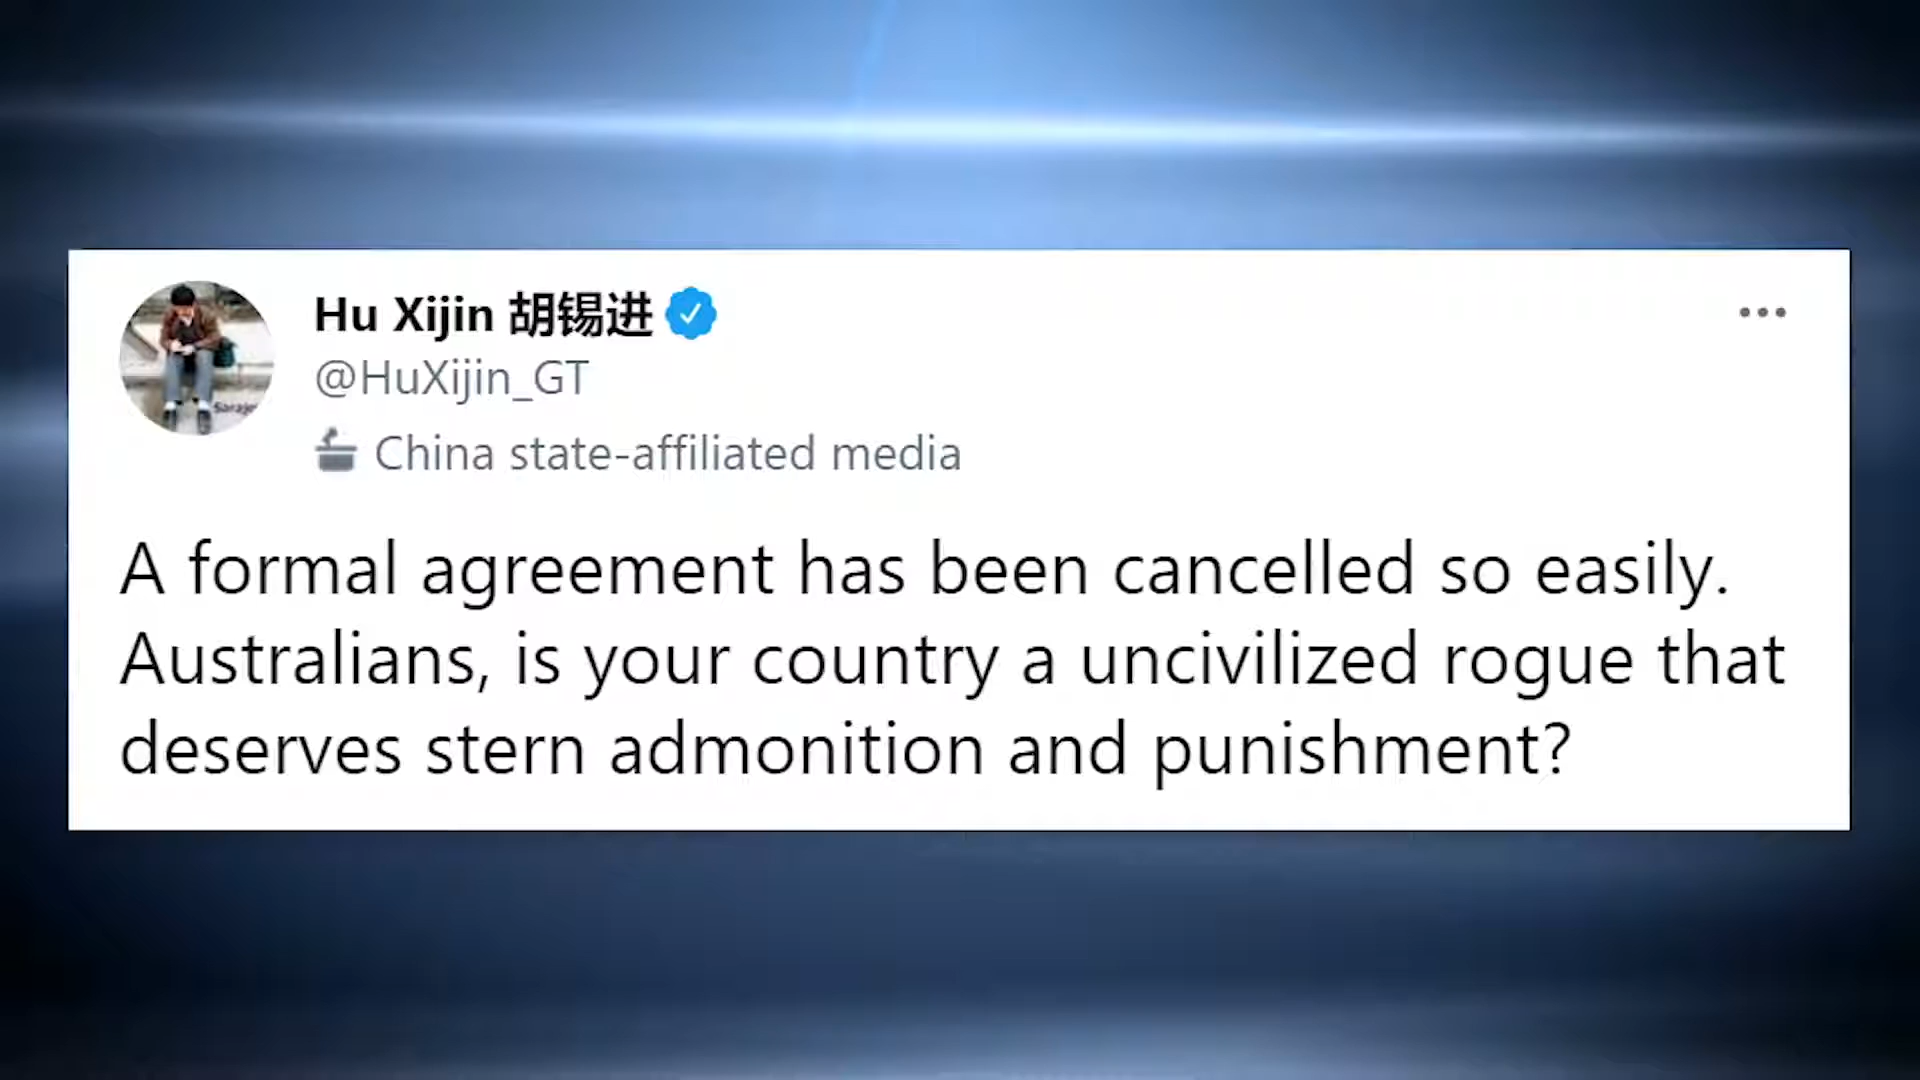 Hu Xijin 胡锡进
@HuXijin_GT
China state-affiliated media
A formal agreement has been cancelled so easily.
Australians, is your country a uncivilized rogue that
deserves stern admonition and punishment?